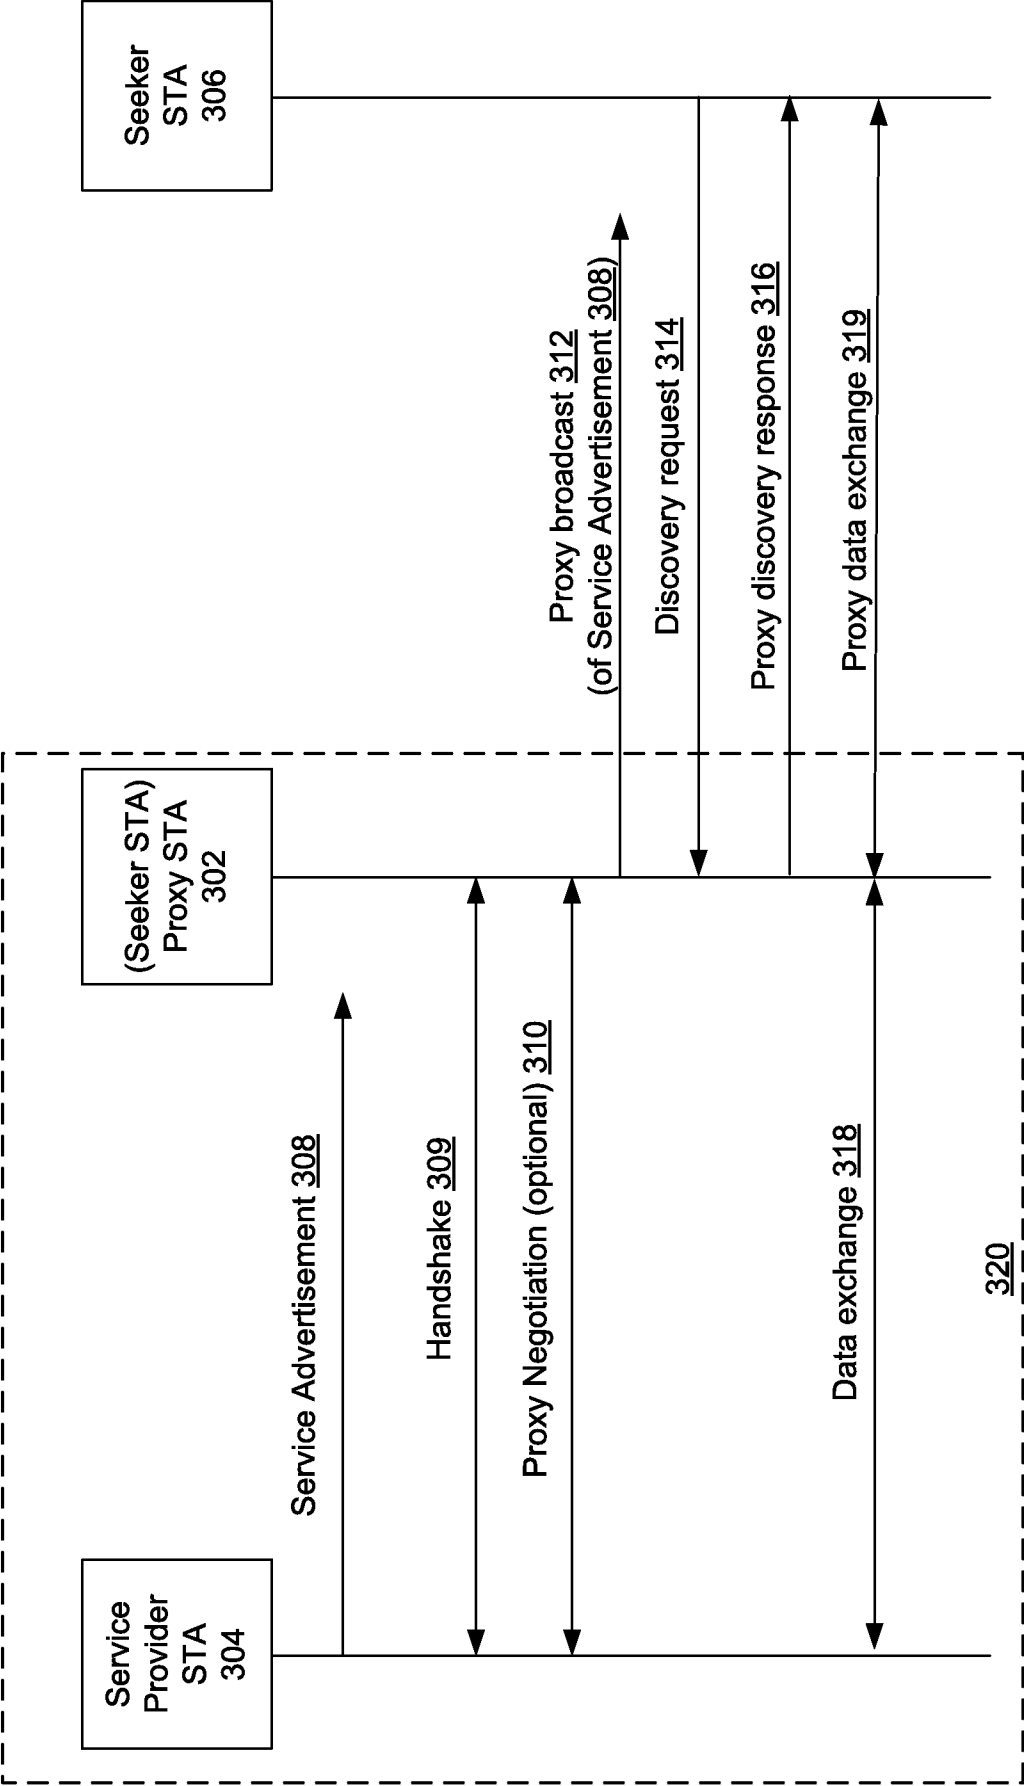 Service
Provider
STA
304
(Seeker STA)
Proxy STA
302
Seeker
STA
306
Service Advertisement 308
Handshake 309
Proxy Negotiation (optional) 310
Proxy broadcast 312
(of Service Advertisement 308)
Discovery request 314
Proxy discovery response 316
Data exchange 318
Proxy data exchange 319
320